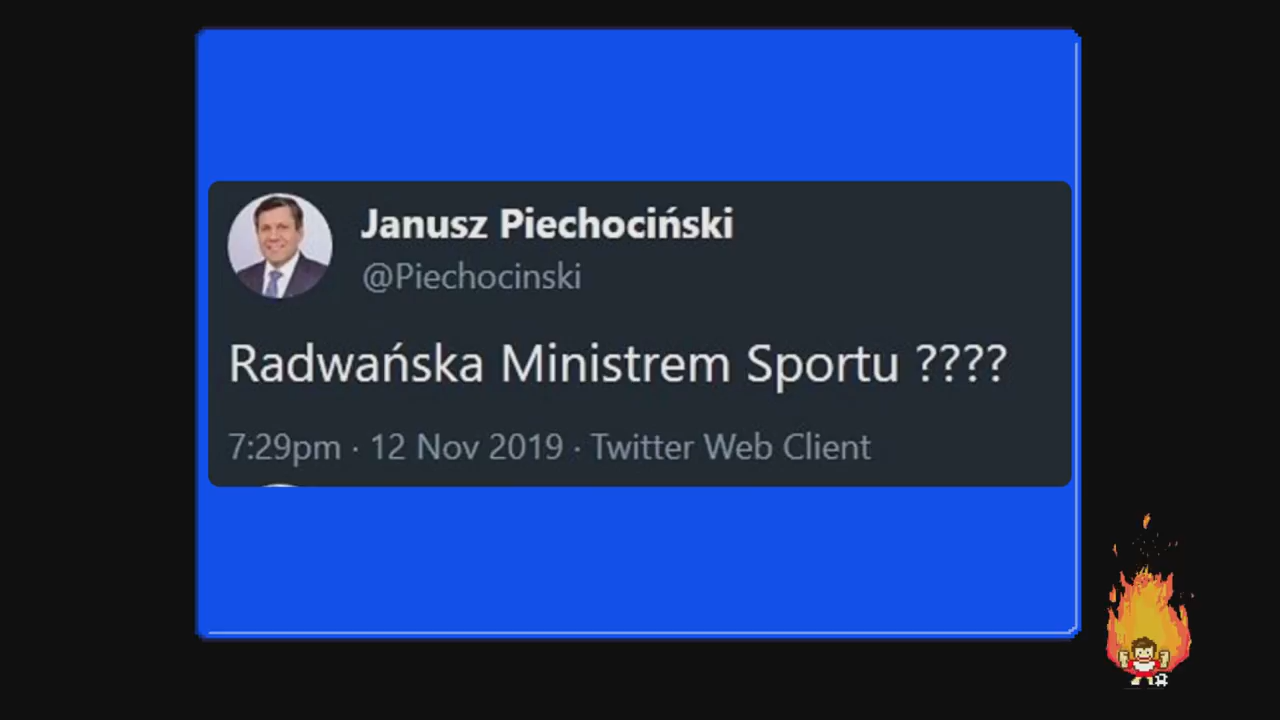 Janusz Piechociński
@Piechocinski
Radwańska Ministrem Sportu ????
7:29pm · 12 Nov 2019 · Twitter Web Client